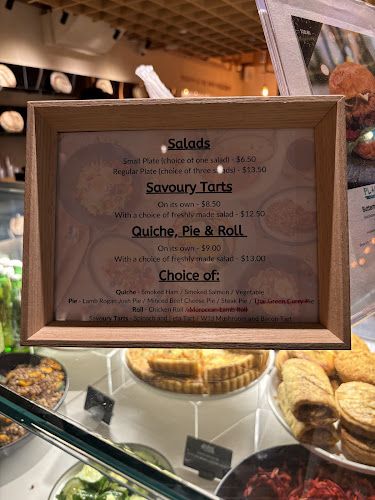 Salads
Small Plate (choice of one salad) - $6.50
Regular Plate (choice of three salads) - $13.50
Savoury Tarts
On its own - $8.50
With a choice of freshly made salad - $12.50
Quiche, Pie & Roll
On its own - $9.00
With a choice of freshly made salad - $13.00
Choice of:
Quiche - Smoked Ham / Smoked Salmon / Vegetable
Pie - Lamb Rogan Josh Pie / Minced Beef Cheese Pie / Steak Pie / Thai Green Curry Pie
Roll - Chicken Roll / Moroccan Lamb Roll
Savoury Tarts - Spinach and Feta Tart / Wild Mushroom and Bacon Tart